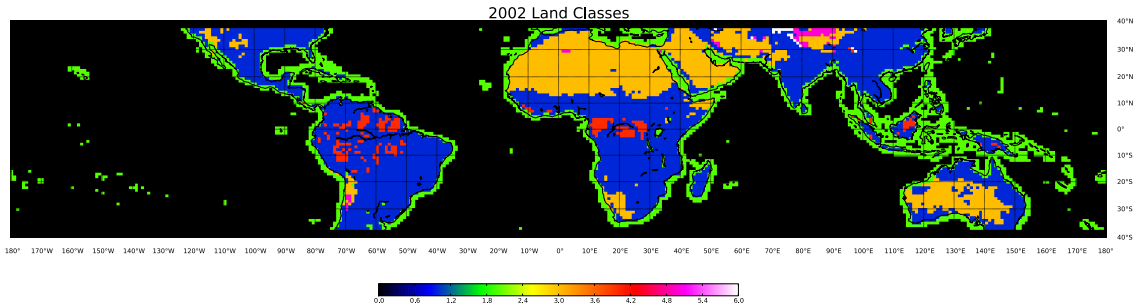 2002 Land Classes
40°N
30°N
20°N
10°N
0°
10°S
20°S
30°S
40°S
180° 170°W 160°W 150°W 140°W 130°W 120°W 110°W 100°W 90°W 80°W 70°W 60°W 50°W 40°W 30°W 20°W 10°W 0° 10°E 20°E 30°E 40°E 50°E 60°E 70°E 80°E 90°E 100°E 110°E 120°E 130°E 140°E 150°E 160°E 170°E 180°
0.0 0.6 1.2 1.8 2.4 3.0 3.6 4.2 4.8 5.4 6.0